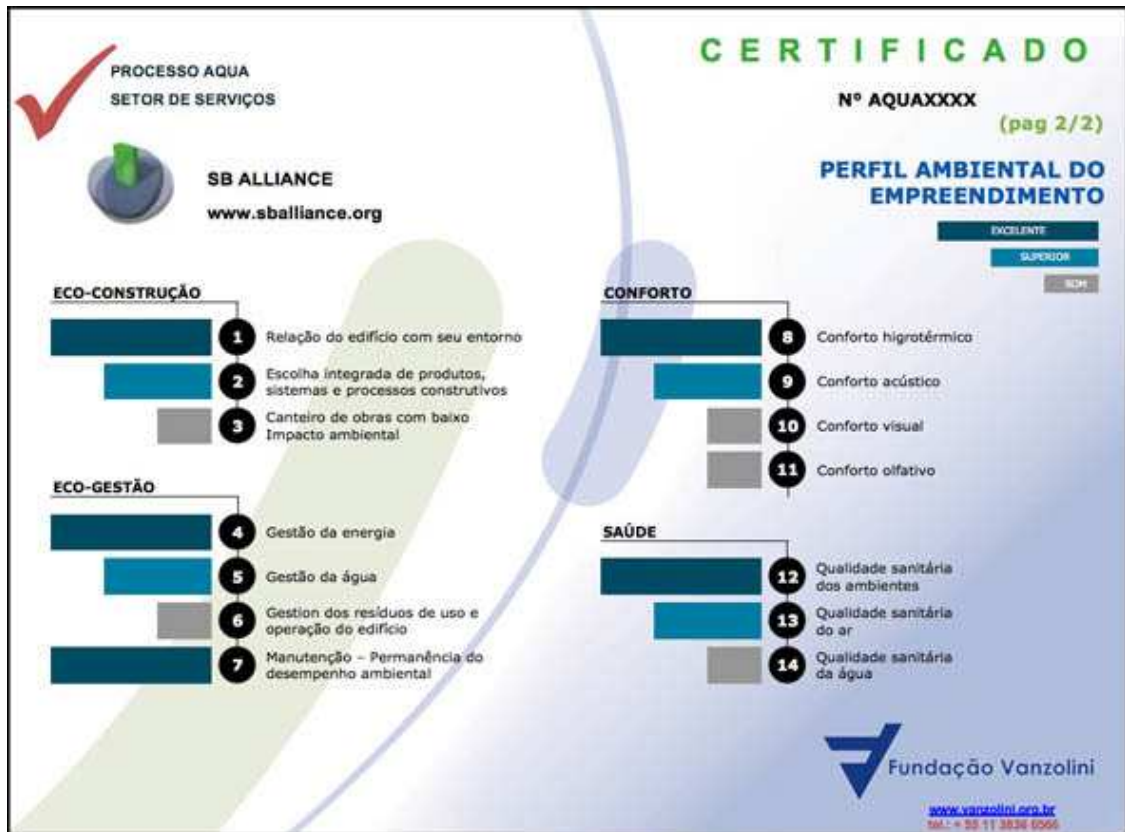 PROCESSO AQUA
SETOR DE SERVIÇOS
SB ALLIANCE
www.sballiance.org
CERTIFICADO
Nº AQUAXXXX
(pag 2/2)
PERFIL AMBIENTAL DO
EMPREENDIMENTO
EXCELENTE
SUPERIOR
BOM
ECO-CONSTRUÇÃO
1 Relação do edifício com seu entorno
2 Escolha integrada de produtos,
sistemas e processos construtivos
3 Canteiro de obras com baixo
Impacto ambiental
ECO-GESTÃO
4 Gestão da energia
5 Gestão da água
6 Gestion dos resíduos de uso e
operação do edifício
7 Manutenção – Permanência do
desempenho ambiental
CONFORTO
8 Conforto higrotérmico
9 Conforto acústico
10 Conforto visual
11 Conforto olfativo
SAÚDE
12 Qualidade sanitária
dos ambientes
13 Qualidade sanitária
do ar
14 Qualidade sanitária
da água
Fundação Vanzolini
www.vanzolini.org.br
tel.: + 55 11 3836 6566